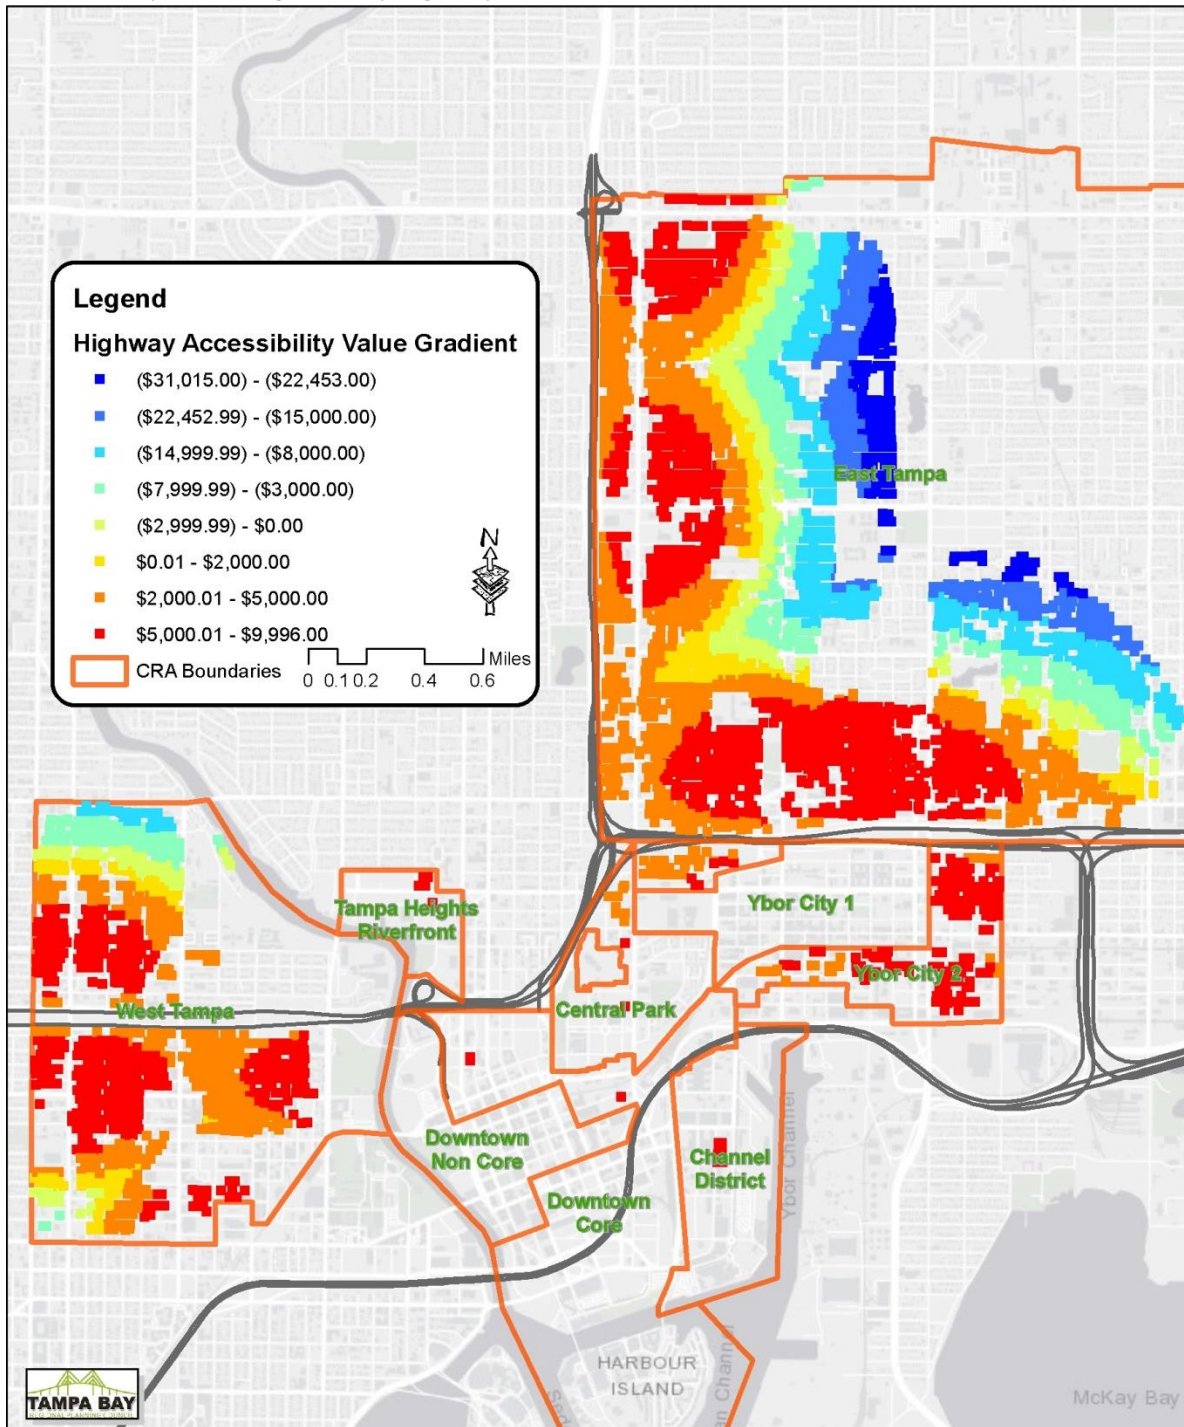 Legend
Highway Accessibility Value Gradient
($31,015.00) - ($22,453.00)
($22,452.99) - ($15,000.00)
($14,999.99) - ($8,000.00)
($7,999.99) - ($3,000.00)
($2,999.99) - $0.00
$0.01 - $2,000.00
$2,000.01 - $5,000.00
$5,000.01 - $9,996.00
CRA Boundaries
N
Miles
0 0.1 0.2 0.4 0.6
East Tampa
Tampa Heights
Riverfront
Ybor City 1
Ybor City 2
West Tampa
Central Park
Downtown
Non Core
Channel
District
Downtown
Core
Ybor Channel
HARBOUR
ISLAND
Channel
McKay Bay
TAMPA BAY
REGIONAL PLANNING COUNCIL